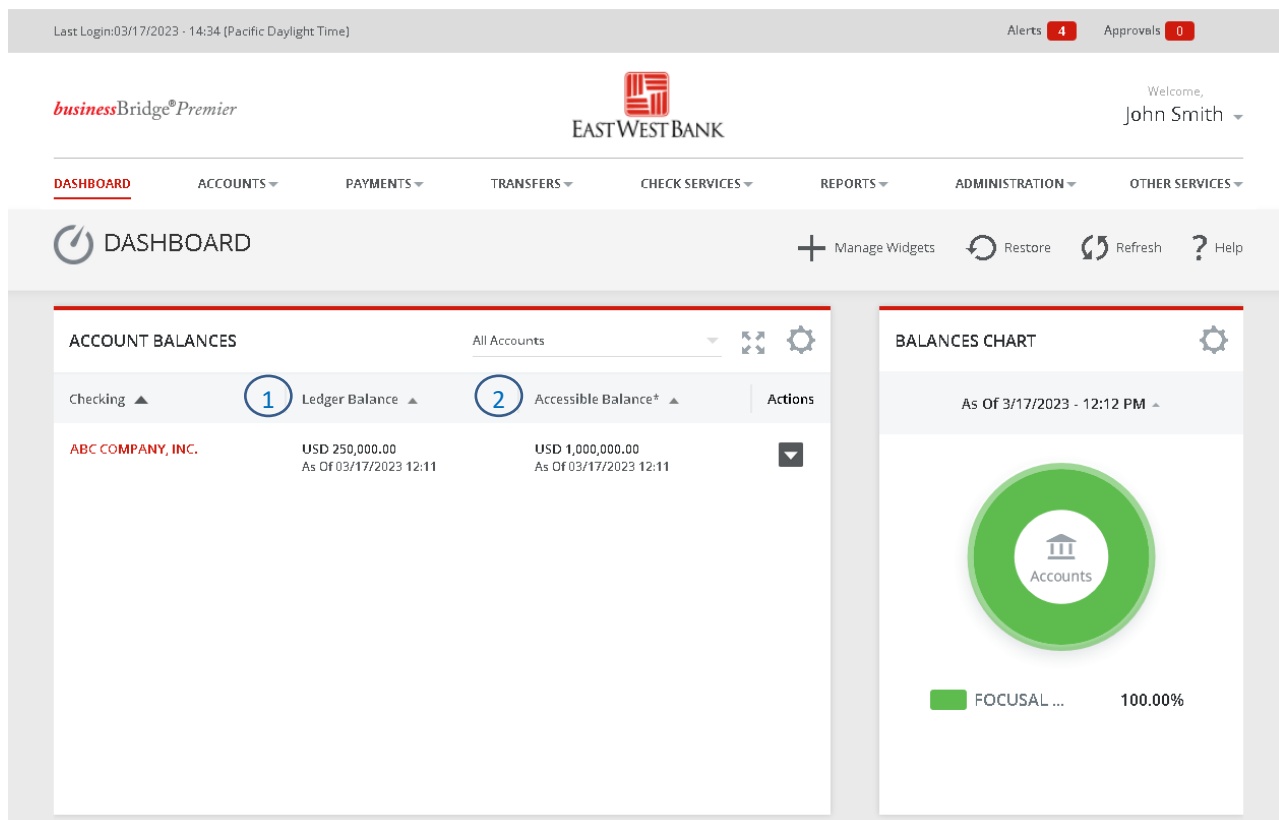 Last Login:03/17/2023 - 14:34 [Pacific Daylight Time] Alerts 4 Approvals 0
businessBridge® Premier EAST WEST BANK Welcome,
John Smith
DASHBOARD ACCOUNTS PAYMENTS TRANSFERS CHECK SERVICES REPORTS ADMINISTRATION OTHER SERVICES
DASHBOARD Manage Widgets Restore Refresh ? Help
ACCOUNT BALANCES All Accounts BALANCES CHART
Checking 1 Ledger Balance 2 Accessible Balance* Actions As Of 3/17/2023 - 12:12 PM
ABC COMPANY, INC. USD 250,000.00 USD 1,000,000.00
As Of 03/17/2023 12:11 As Of 03/17/2023 12:11
Accounts
FOCUSAL ... 100.00%